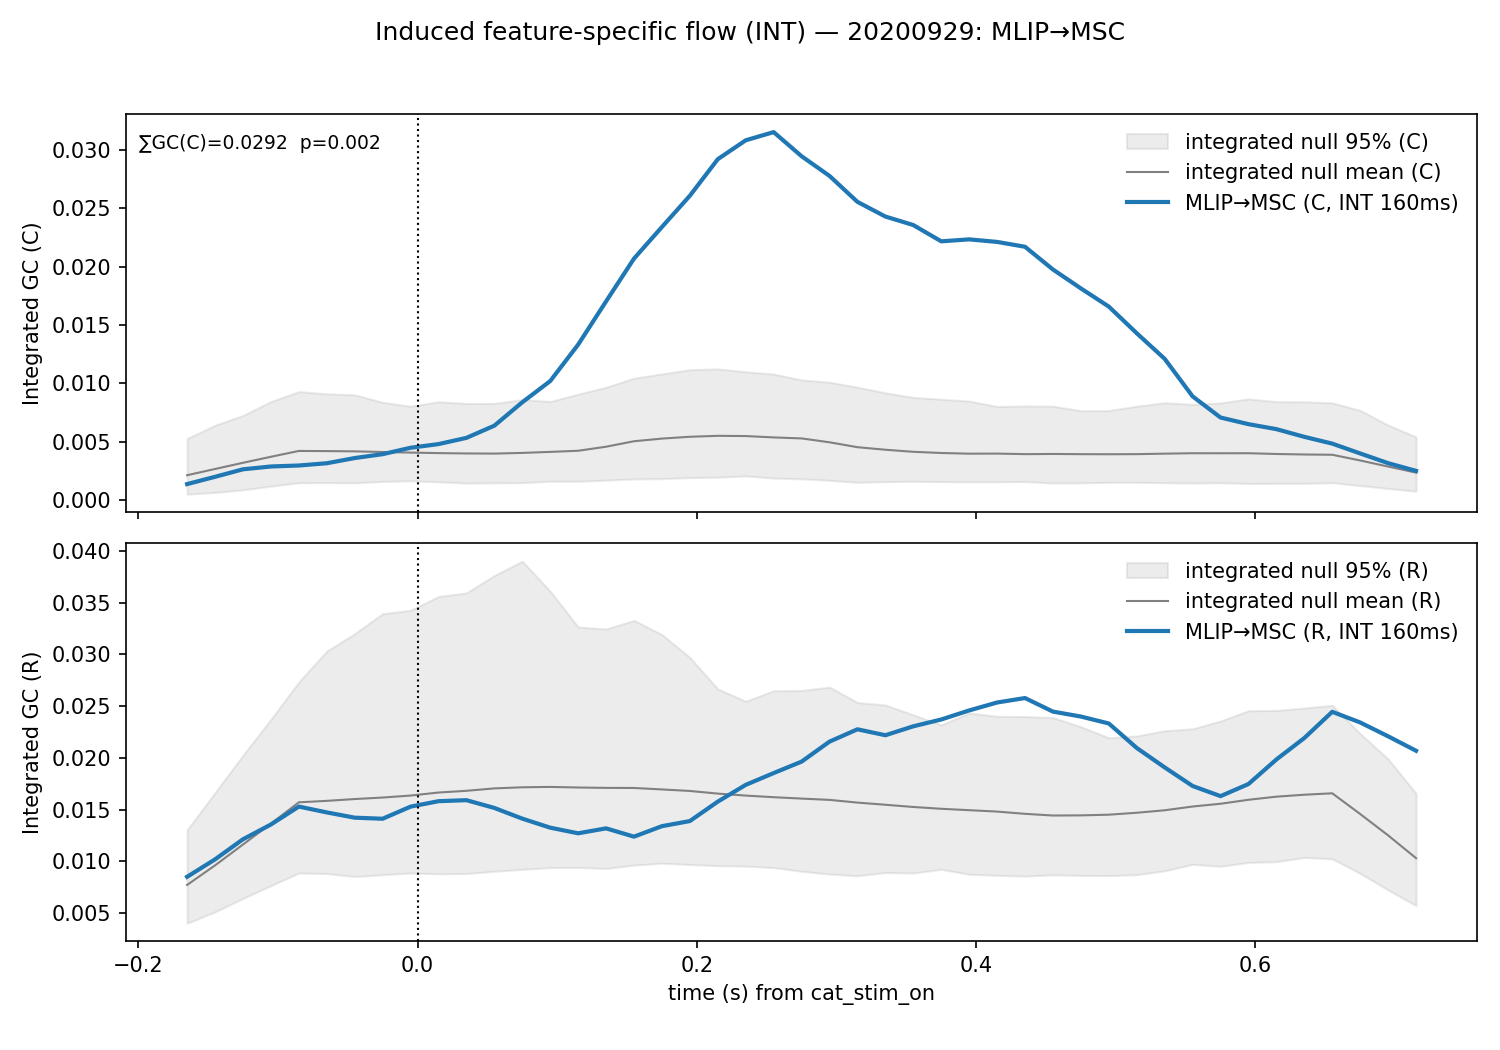 Induced feature-specific flow (INT) — 20200929: MLIP→MSC
∑GC(C)=0.0292 p=0.002
integrated null 95% (C)
integrated null mean (C)
MLIP→MSC (C, INT 160ms)
Integrated GC (C)
0.030
0.025
0.020
0.015
0.010
0.005
0.000
integrated null 95% (R)
integrated null mean (R)
MLIP→MSC (R, INT 160ms)
Integrated GC (R)
0.040
0.035
0.030
0.025
0.020
0.015
0.010
0.005
−0.2 0.0 0.2 0.4 0.6
time (s) from cat_stim_on